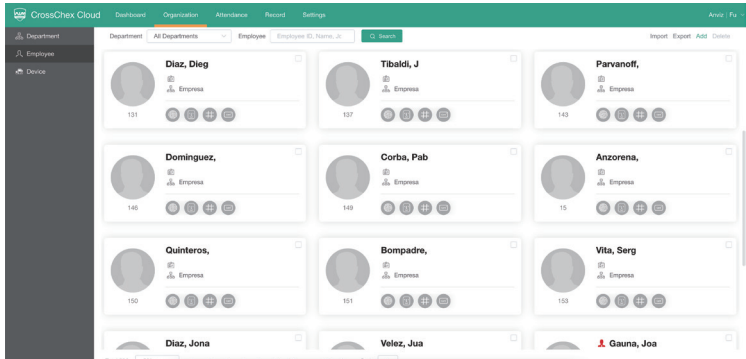 CrossChex Cloud Dashboard Organization Attendance Record Settings Anviz | Fu
Department
Employee
Device
Department All Departments Employee Employee ID, Name, Jr Search Import Export Add Delete
Diaz, Dieg
Empresa
131
Tibaldi, J
Empresa
137
Parvanoff,
Empresa
143
Dominguez,
Empresa
146
Corba, Pab
Empresa
149
Anzorena,
Empresa
15
Quinteros,
Empresa
150
Bompadre,
Empresa
151
Vita, Serg
Empresa
153
Diaz, Jona
Velez, Jua
Gauna, Joa